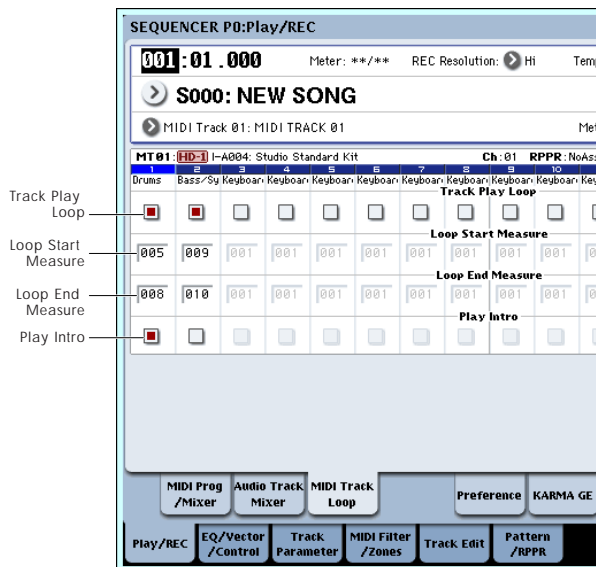 SEQUENCER P0:Play/REC
001:01.000 Meter: **/** REC Resolution: Hi
S000: NEW SONG
MIDI Track 01: MIDI TRACK 01
MT01: HD-1 I-A004: Studio Standard Kit Ch:01 RPPR:
1 2 3 4 5 6 7 8 9 10
Drums Bass/Sy Keyboar Keyboar Keyboar Keyboar Keyboar Keyboar Keyboar Keyboar
Track Play Loop
Track Play
Loop
Loop Start Measure
Loop Start
Measure
005 009 001 001 001 001 001 001 001 001
Loop End Measure
Loop End
Measure
008 010 001 001 001 001 001 001 001 001
Play Intro
Play Intro
MIDI Prog
/Mixer
Audio Track
Mixer
MIDI Track
Loop
Preference
KARMA GE
Play/REC
EQ/Vector
/Control
Track
Parameter
MIDI Filter
/Zones
Track Edit
Pattern
/RPPR